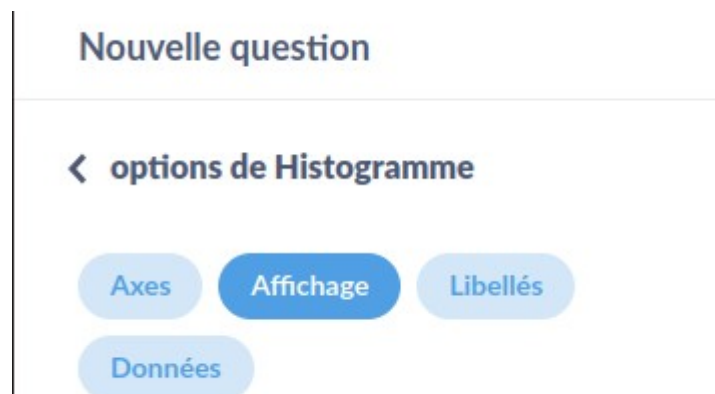 Nouvelle question
options de Histogramme
Axes Affichage Libellés
Données